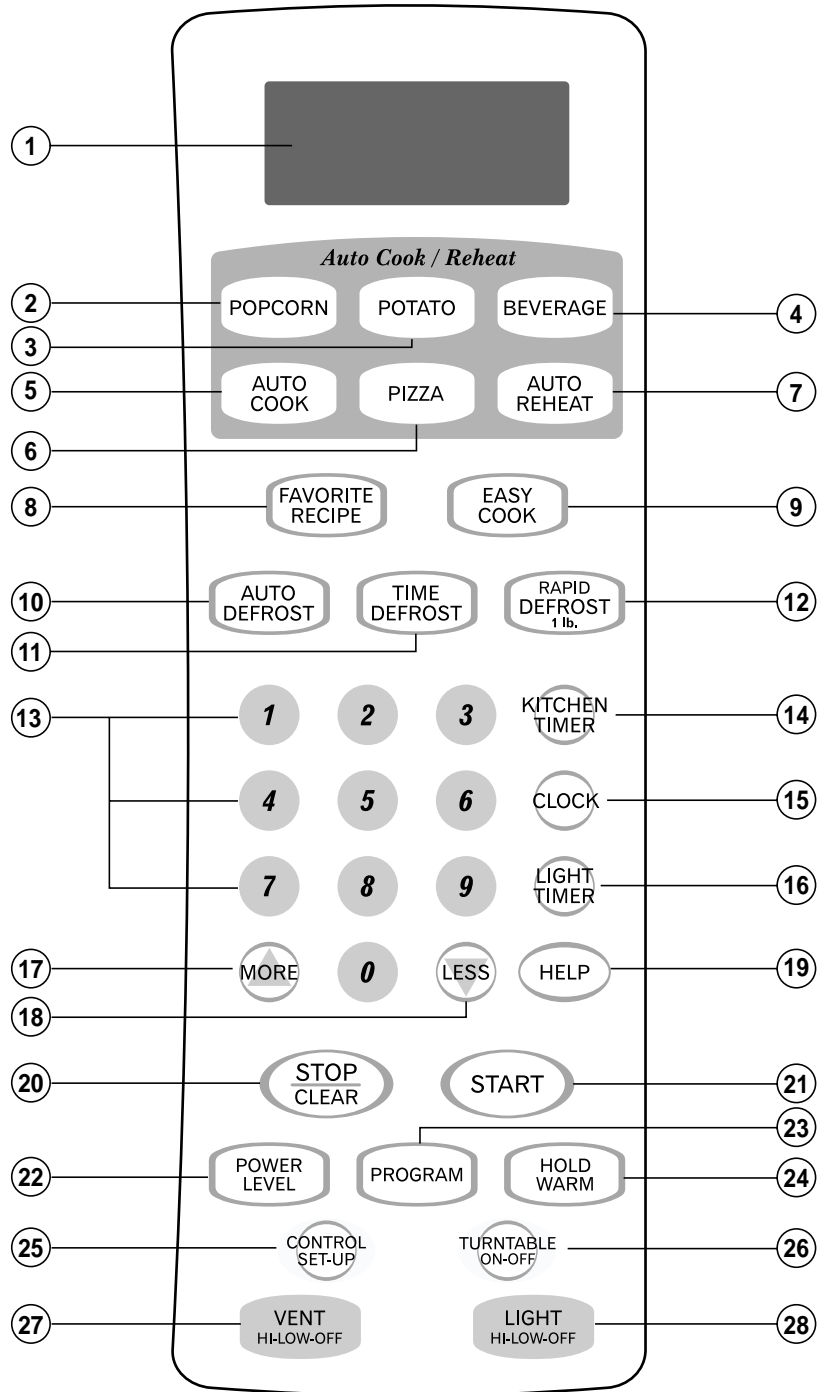 1
Auto Cook / Reheat
2
POPCORN
POTATO
BEVERAGE
4
3
5
AUTO
COOK
PIZZA
AUTO
REHEAT
7
6
8
FAVORITE
RECIPE
EASY
COOK
9
10
AUTO
DEFROST
TIME
DEFROST
RAPID
DEFROST
1 lb.
12
11
13
1
2
3
KITCHEN
TIMER
14
4
5
6
CLOCK
15
7
8
9
LIGHT
TIMER
16
17
MORE
0
LESS
HELP
19
18
20
STOP
CLEAR
START
21
23
22
POWER
LEVEL
PROGRAM
HOLD
WARM
24
25
CONTROL
SET-UP
TURNTABLE
ON-OFF
26
27
VENT
HI-LOW-OFF
LIGHT
HI-LOW-OFF
28